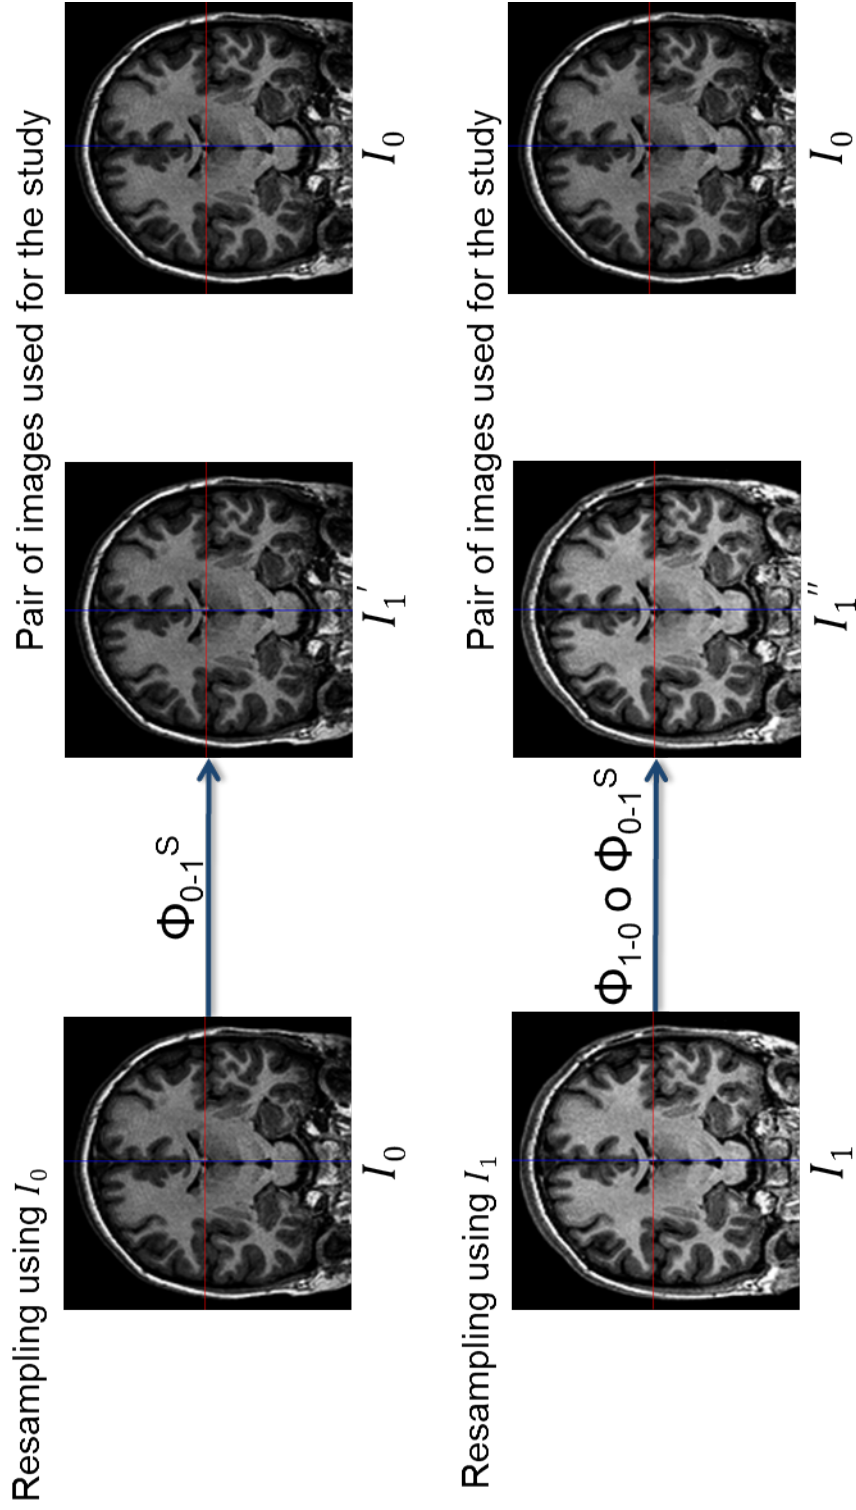 Resampling using I₀
Pair of images used for the study
Φ₀₋₁ˢ
I₀
I₁′
I₀
Resampling using I₁
Pair of images used for the study
Φ₁₋₀ o Φ₀₋₁ˢ
I₁
I₁″
I₀